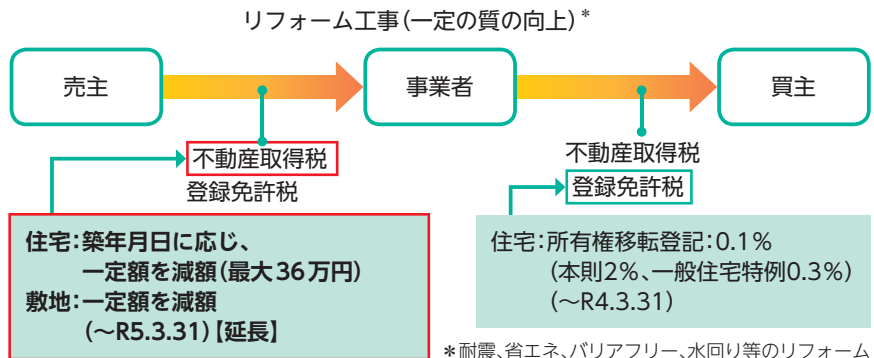 リフォーム工事(一定の質の向上)*
売主
事業者
買主
不動産取得税
登録免許税
不動産取得税
登録免許税
住宅:築年月日に応じ、
一定額を減額(最大36万円)
敷地:一定額を減額
(~R5.3.31)【延長】
住宅:所有権移転登記:0.1%
(本則2%、一般住宅特例0.3%)
(~R4.3.31)
*耐震、省エネ、バリアフリー、水回り等のリフォーム